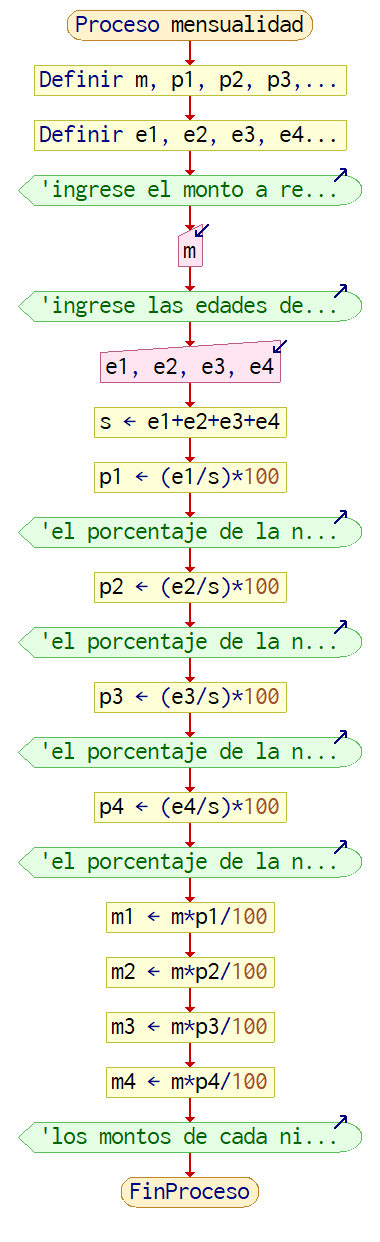 Proceso mensualidad
Definir m, p1, p2, p3,...
Definir e1, e2, e3, e4...
'ingrese el monto a re...
m
'ingrese las edades de...
e1, e2, e3, e4
s ← e1+e2+e3+e4
p1 ← (e1/s)*100
'el porcentaje de la n...
p2 ← (e2/s)*100
'el porcentaje de la n...
p3 ← (e3/s)*100
'el porcentaje de la n...
p4 ← (e4/s)*100
'el porcentaje de la n...
m1 ← m*p1/100
m2 ← m*p2/100
m3 ← m*p3/100
m4 ← m*p4/100
'los montos de cada ni...
FinProceso